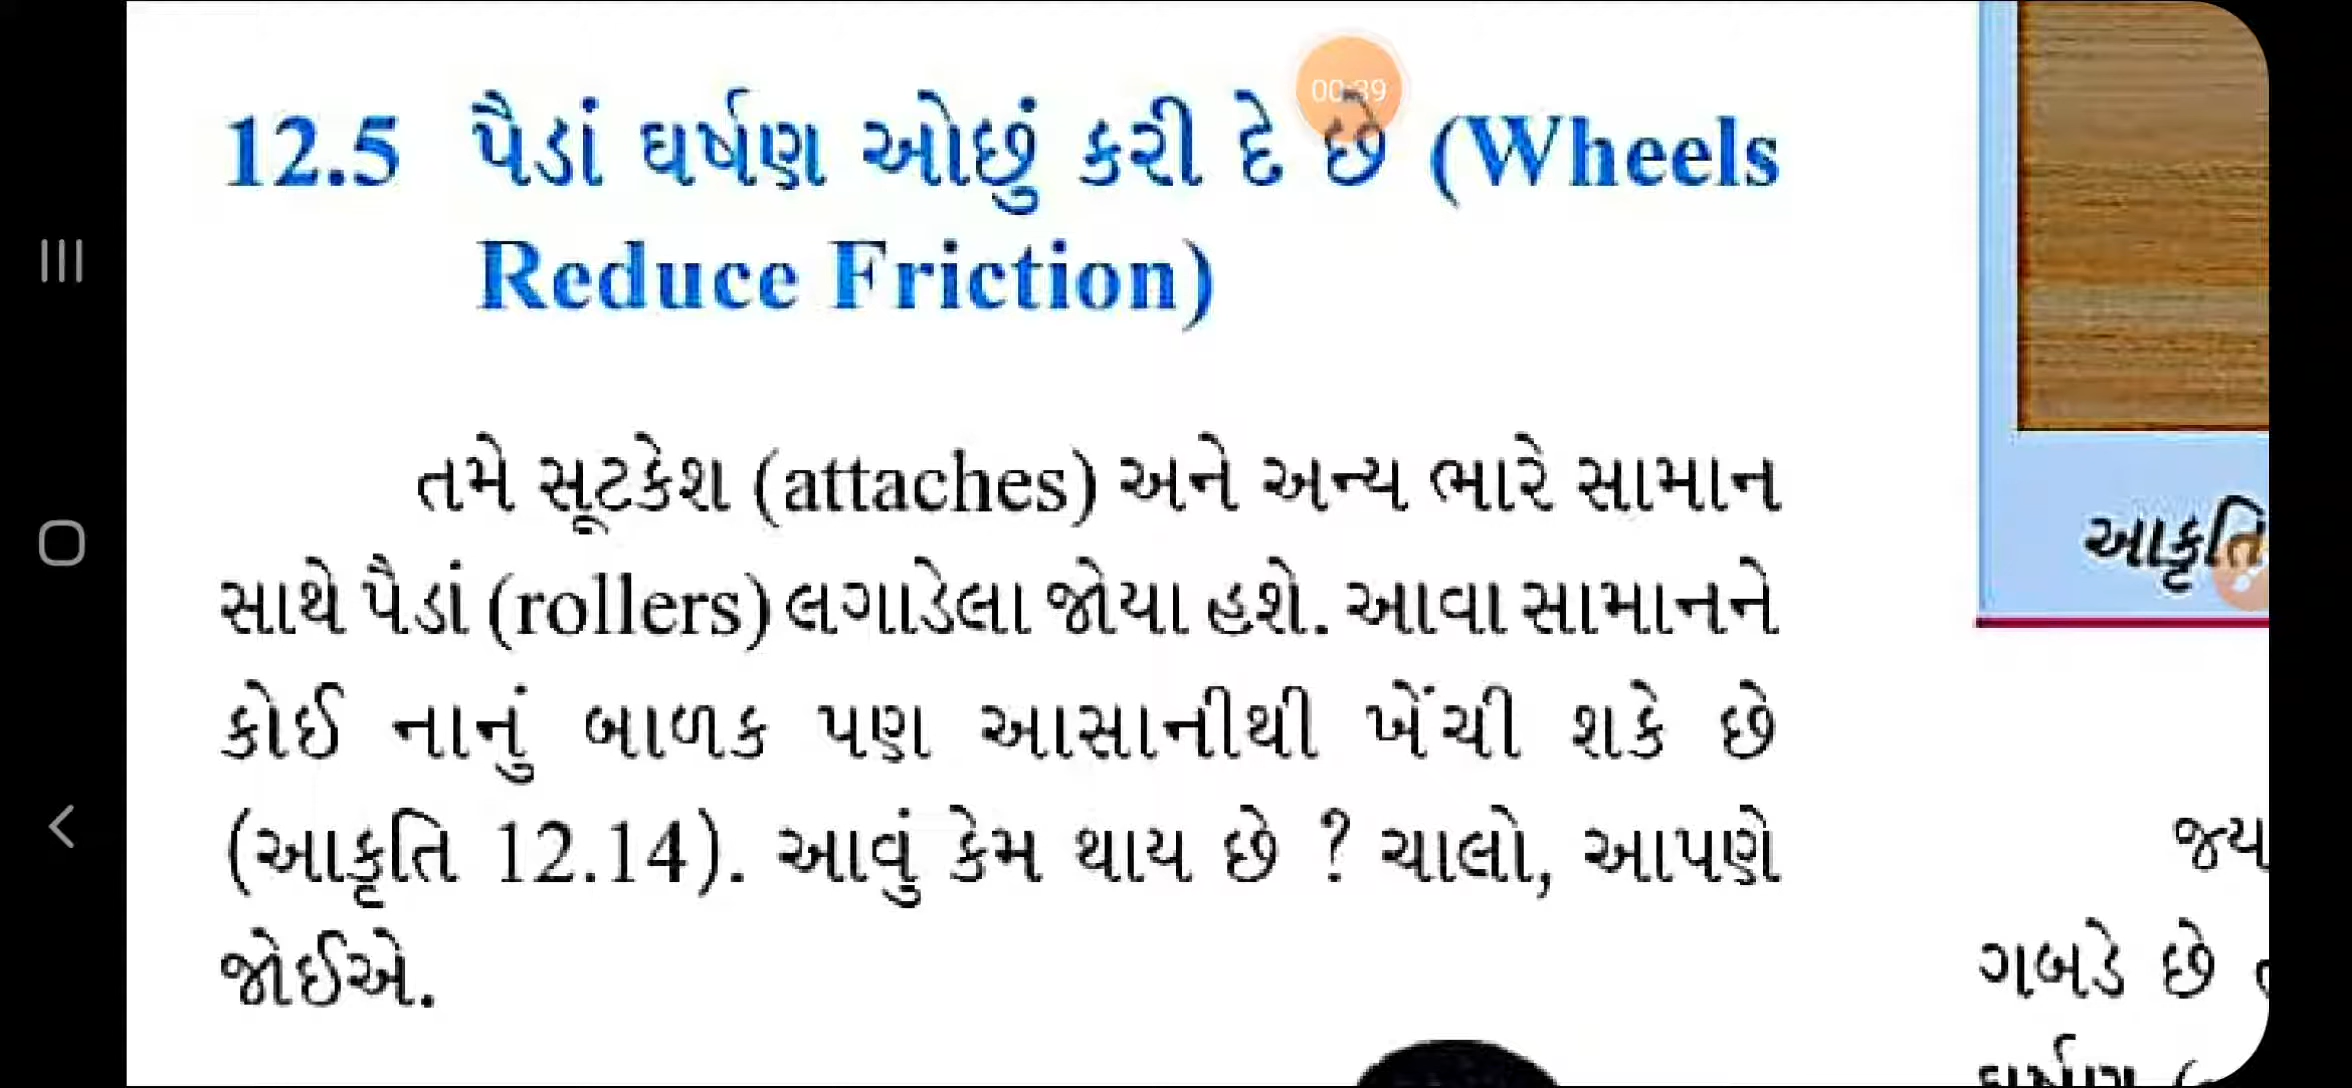 12.5 પૈડાં ઘર્ષણ ઓછું કરી દે છે (Wheels
Reduce Friction)
તમે સૂટકેશ (attaches) અને અન્ય ભારે સામાન
સાથે પૈડાં (rollers) લગાડેલા જોયા હશે. આવા સામાનને
કોઈ નાનું બાળક પણ આસાનીથી ખેંચી શકે છે
(આકૃતિ 12.14). આવું કેમ થાય છે ? ચાલો, આપણે
જોઈએ.
00:39
આકૃતિ
ગબડે છે